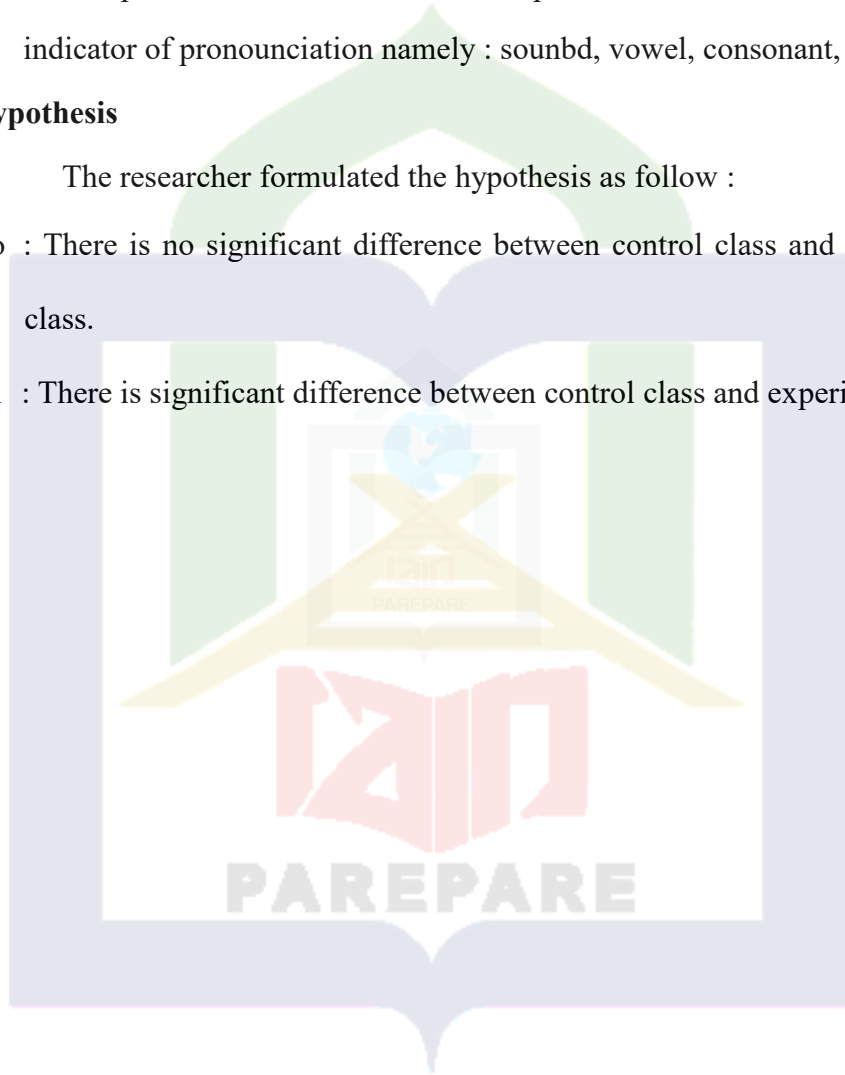 indicator of pronounciation namely : sounbd, vowel, consonant,
ypothesis
The researcher formulated the hypothesis as follow :
o : There is no significant difference between control class and
class.
: There is significant difference between control class and experi
PAREPARE
PAREPARE